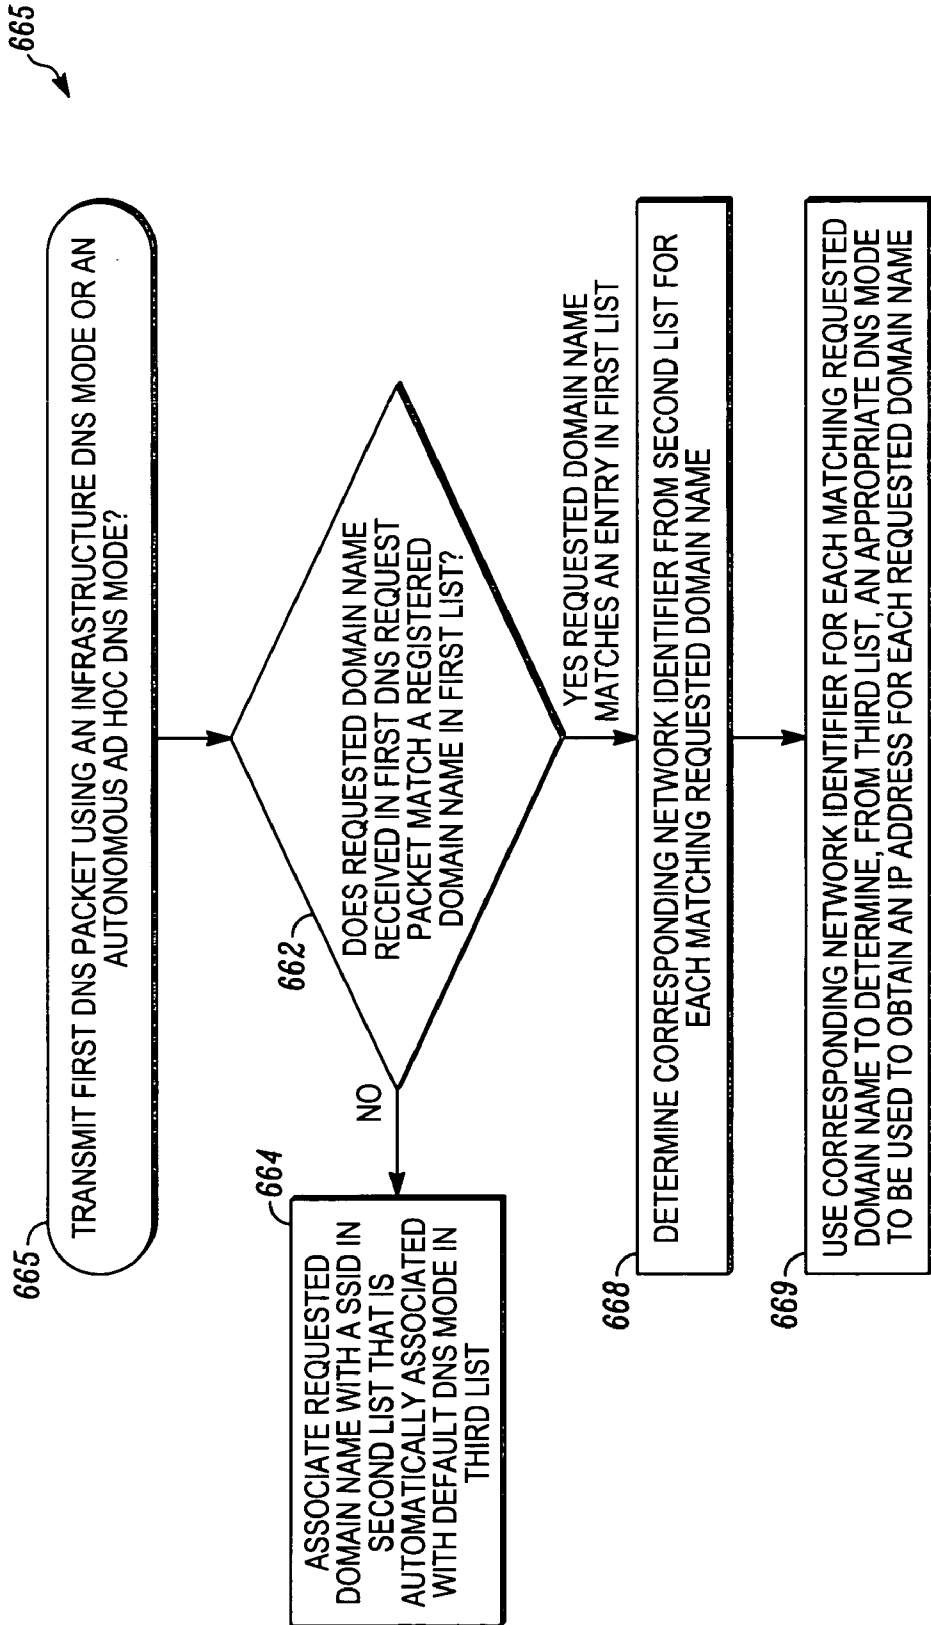 665
665
TRANSMIT FIRST DNS PACKET USING AN INFRASTRUCTURE DNS MODE OR AN
AUTONOMOUS AD HOC DNS MODE?
662
DOES REQUESTED DOMAIN NAME
RECEIVED IN FIRST DNS REQUEST
PACKET MATCH A REGISTERED
DOMAIN NAME IN FIRST LIST?
NO
664
ASSOCIATE REQUESTED
DOMAIN NAME WITH A SSID IN
SECOND LIST THAT IS
AUTOMATICALLY ASSOCIATED
WITH DEFAULT DNS MODE IN
THIRD LIST
YES REQUESTED DOMAIN NAME
MATCHES AN ENTRY IN FIRST LIST
668
DETERMINE CORRESPONDING NETWORK IDENTIFIER FROM SECOND LIST FOR
EACH MATCHING REQUESTED DOMAIN NAME
669
USE CORRESPONDING NETWORK IDENTIFIER FOR EACH MATCHING REQUESTED
DOMAIN NAME TO DETERMINE, FROM THIRD LIST, AN APPROPRIATE DNS MODE
TO BE USED TO OBTAIN AN IP ADDRESS FOR EACH REQUESTED DOMAIN NAME